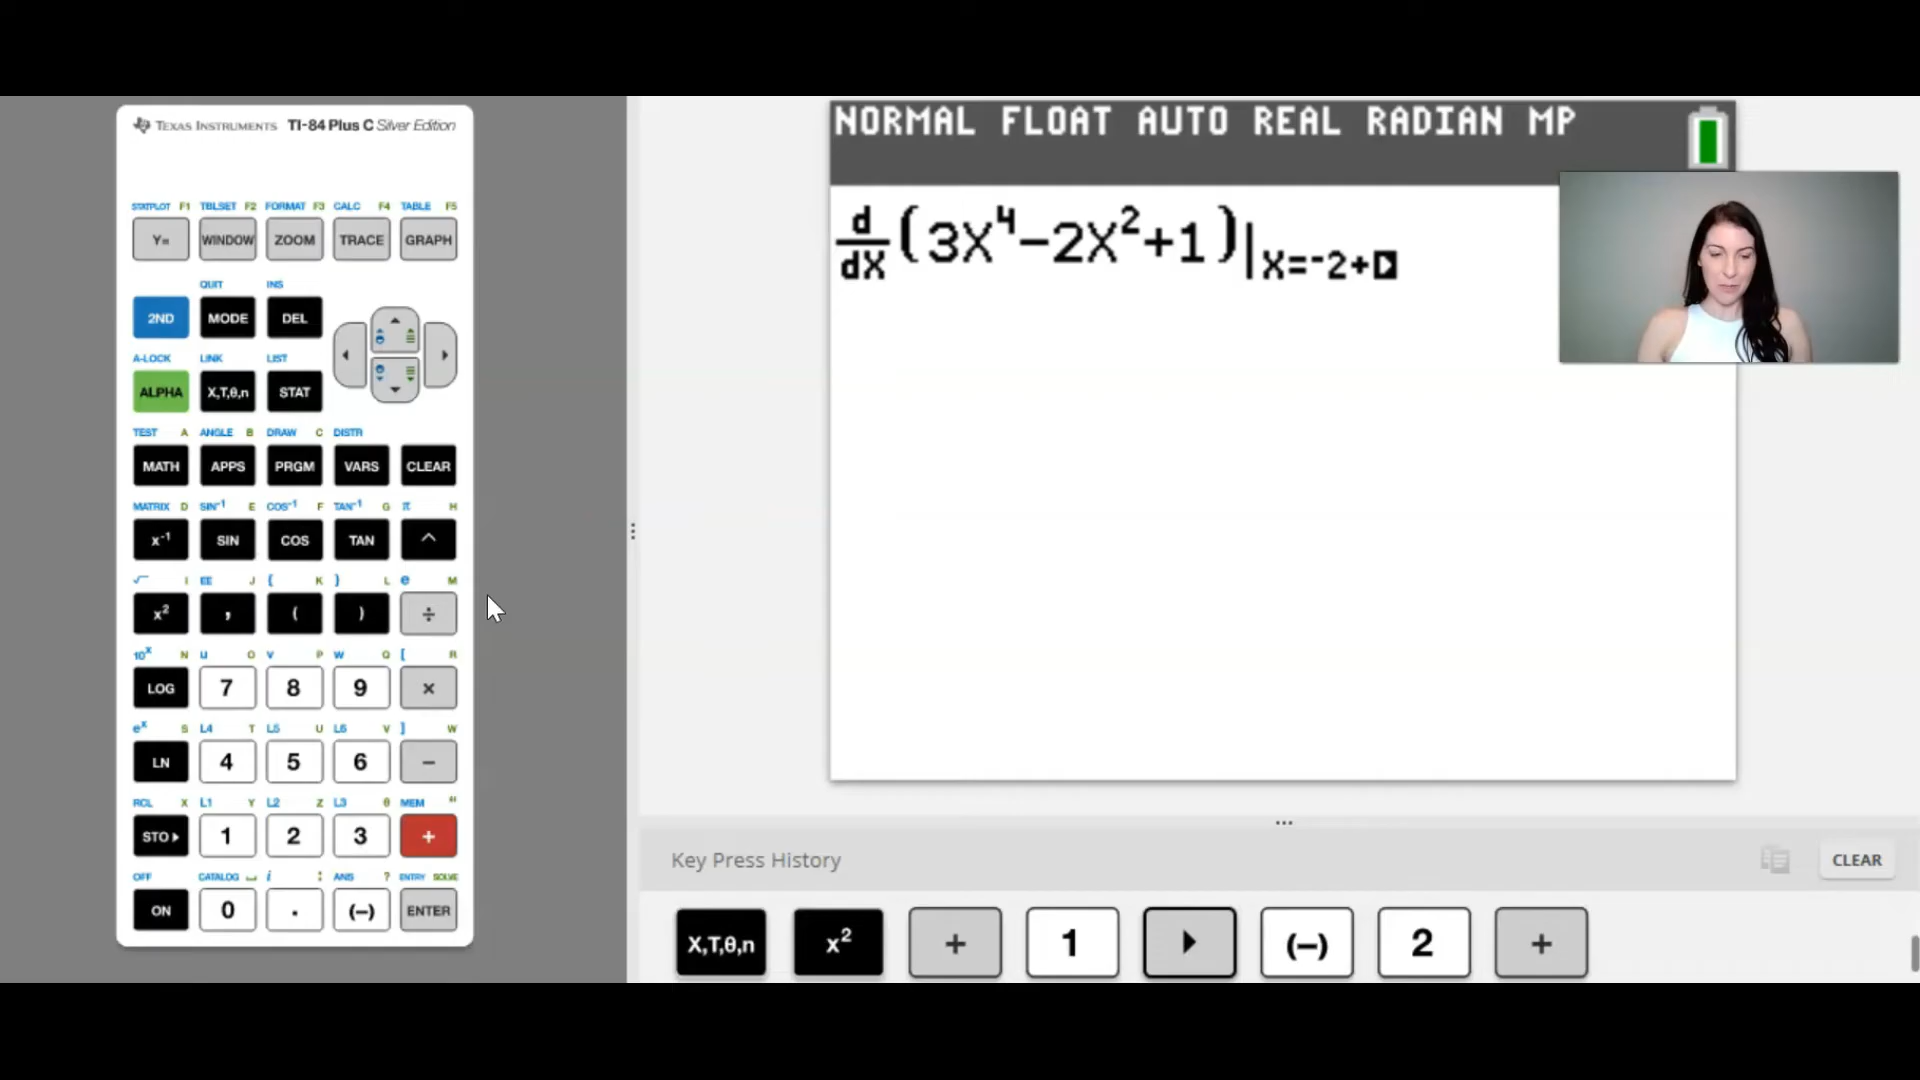 TEXAS INSTRUMENTS TI-84 Plus C Silver Edition
STATPLOT F1 TBLSET F2 FORMAT F3 CALC F4 TABLE F5
Y= WINDOW ZOOM TRACE GRAPH
QUIT INS
2ND MODE DEL
A-LOCK LINK LIST
ALPHA X,T,θ,n STAT
TEST A ANGLE B DRAW C DISTR
MATH APPS PRGM VARS CLEAR
MATRIX D SIN⁻¹ E COS⁻¹ F TAN⁻¹ G π H
x⁻¹ SIN COS TAN ^
√ I EE J { K } L e M
x² , ( ) ÷
10ˣ N u O v P w Q [ R
LOG 7 8 9 ×
eˣ S L4 T L5 U L6 V ] W
LN 4 5 6 −
RCL X L1 Y L2 Z L3 θ MEM "
STO▸ 1 2 3 +
OFF CATALOG ⎵ i : ANS ? ENTRY SOLVE
ON 0 . (−) ENTER
NORMAL FLOAT AUTO REAL RADIAN MP
d/dX(3X⁴−2X²+1)|X=⁻2+
Key Press History
CLEAR
X,T,θ,n x² + 1 ▸ (−) 2 +